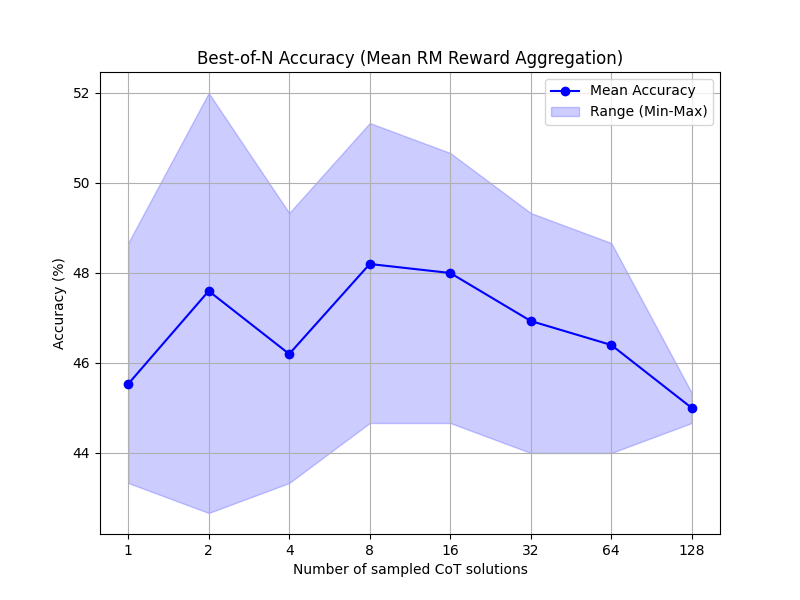 Best-of-N Accuracy (Mean RM Reward Aggregation)
Mean Accuracy
Range (Min-Max)
Accuracy (%)
52
50
48
46
44
1 2 4 8 16 32 64 128
Number of sampled CoT solutions